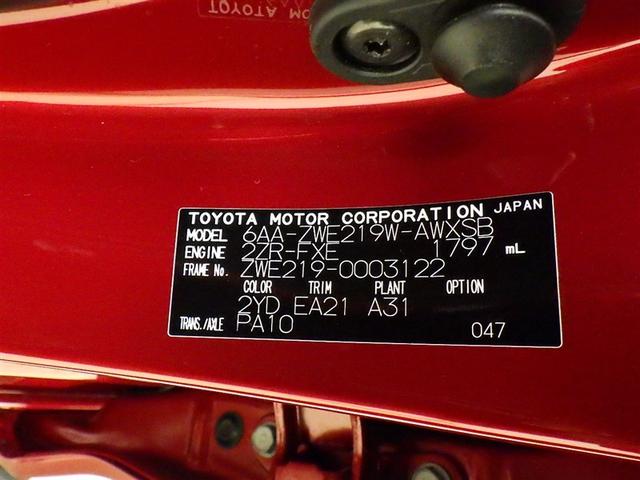 TOYOTA MOTOR CORPORATION JAPAN
MODEL 6AA-ZWE219W-AWXSB
ENGINE 2ZR-FXE 1797 mL
FRAME No. ZWE219-0003122
COLOR TRIM PLANT OPTION
2YD EA21 A31
TRANS./AXLE PA10 047